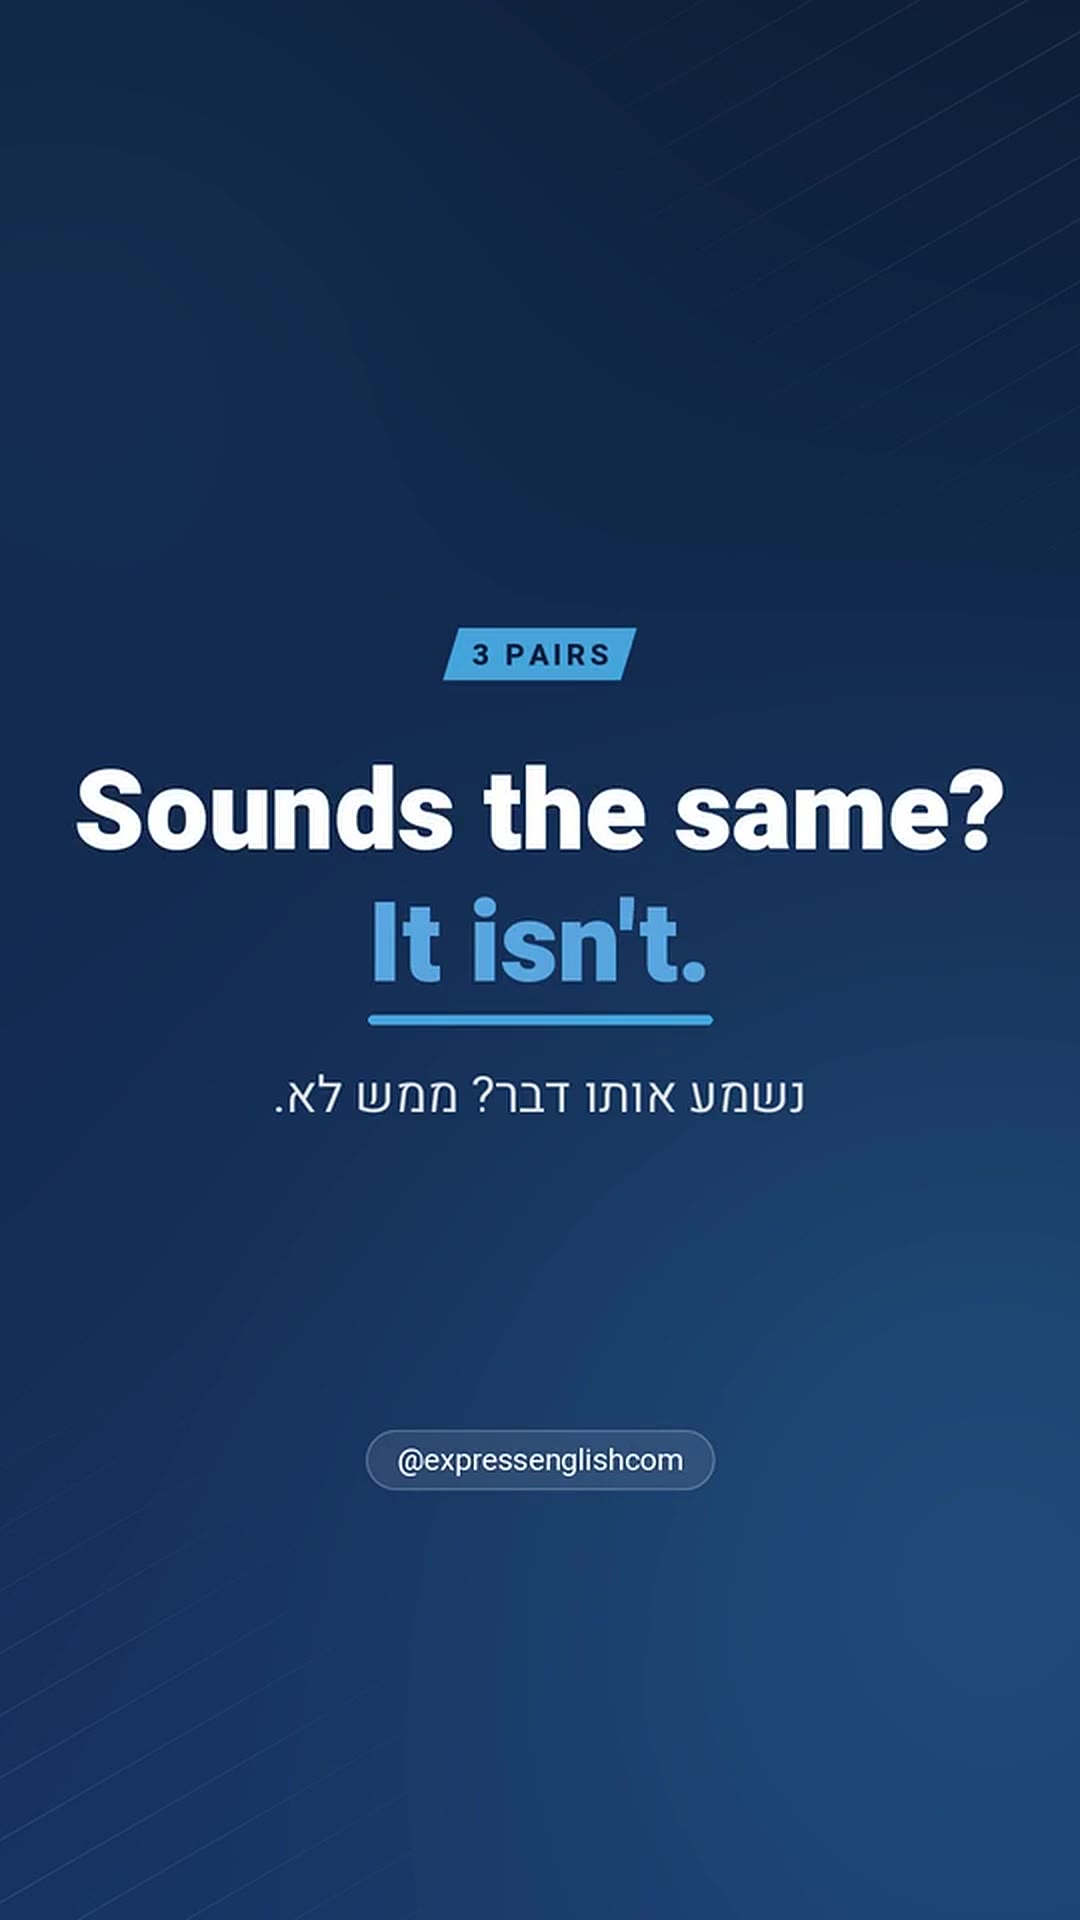 3 PAIRS
Sounds the same?
It isn't.
נשמע אותו דבר? ממש לא.
@expressenglishcom